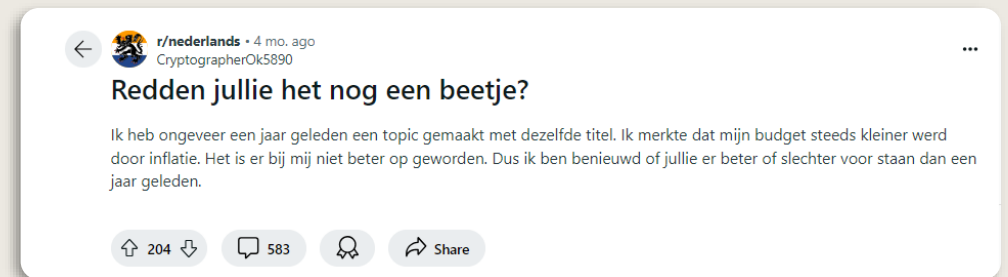 r/nederlands • 4 mo. ago
CryptographerOk5890
Redden jullie het nog een beetje?
Ik heb ongeveer een jaar geleden een topic gemaakt met dezelfde titel. Ik merkte dat mijn budget steeds kleiner werd
door inflatie. Het is er bij mij niet beter op geworden. Dus ik ben benieuwd of jullie er beter of slechter voor staan dan een
jaar geleden.
204 583 Share